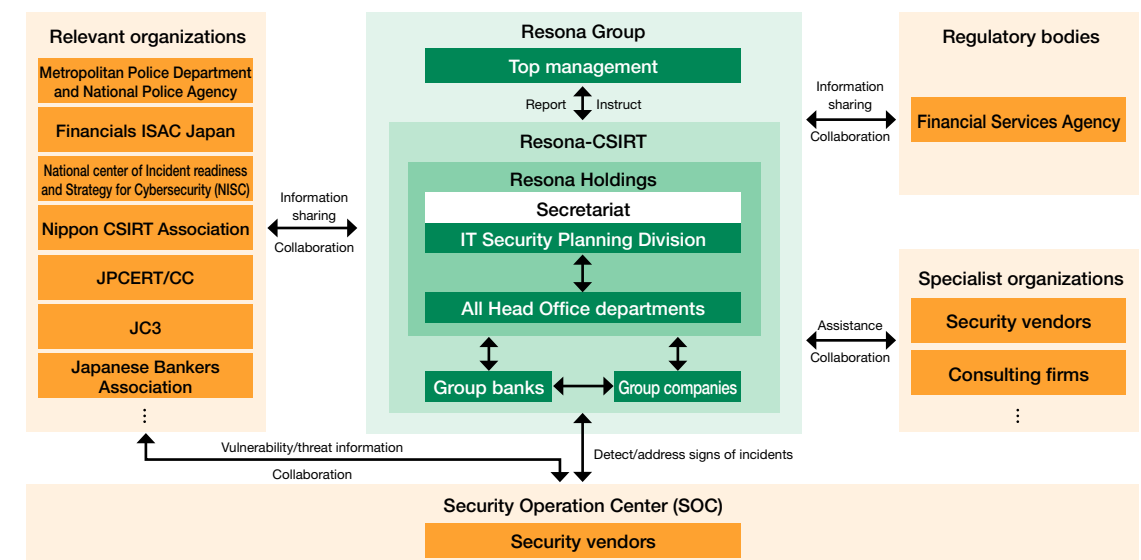 Relevant organizations
Metropolitan Police Department
and National Police Agency
Financials ISAC Japan
National center of Incident readiness
and Strategy for Cybersecurity (NISC)
Nippon CSIRT Association
JPCERT/CC
JC3
Japanese Bankers
Association
Information
sharing
Collaboration
Resona Group
Top management
Report
Instruct
Resona-CSIRT
Resona Holdings
Secretariat
IT Security Planning Division
All Head Office departments
Group banks
Group companies
Information
sharing
Collaboration
Regulatory bodies
Financial Services Agency
Assistance
Collaboration
Specialist organizations
Security vendors
Consulting firms
Vulnerability/threat information
Collaboration
Detect/address signs of incidents
Security Operation Center (SOC)
Security vendors